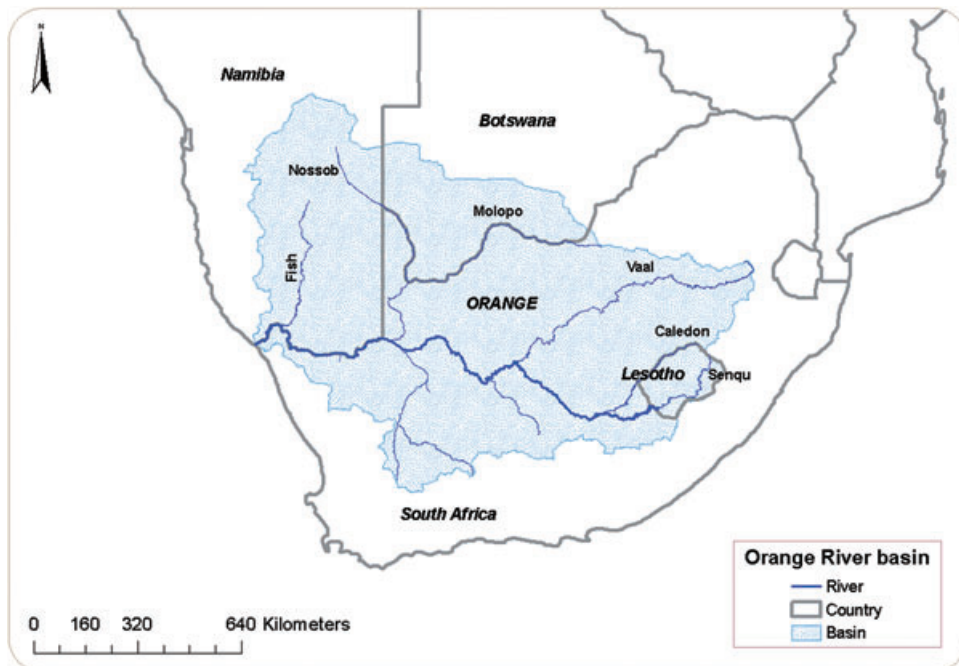 N
Namibia
Botswana
Nossob
Molopo
Fish
Vaal
ORANGE
Caledon
Lesotho
Senqu
South Africa
Orange River basin
River
Country
Basin
0 160 320 640 Kilometers